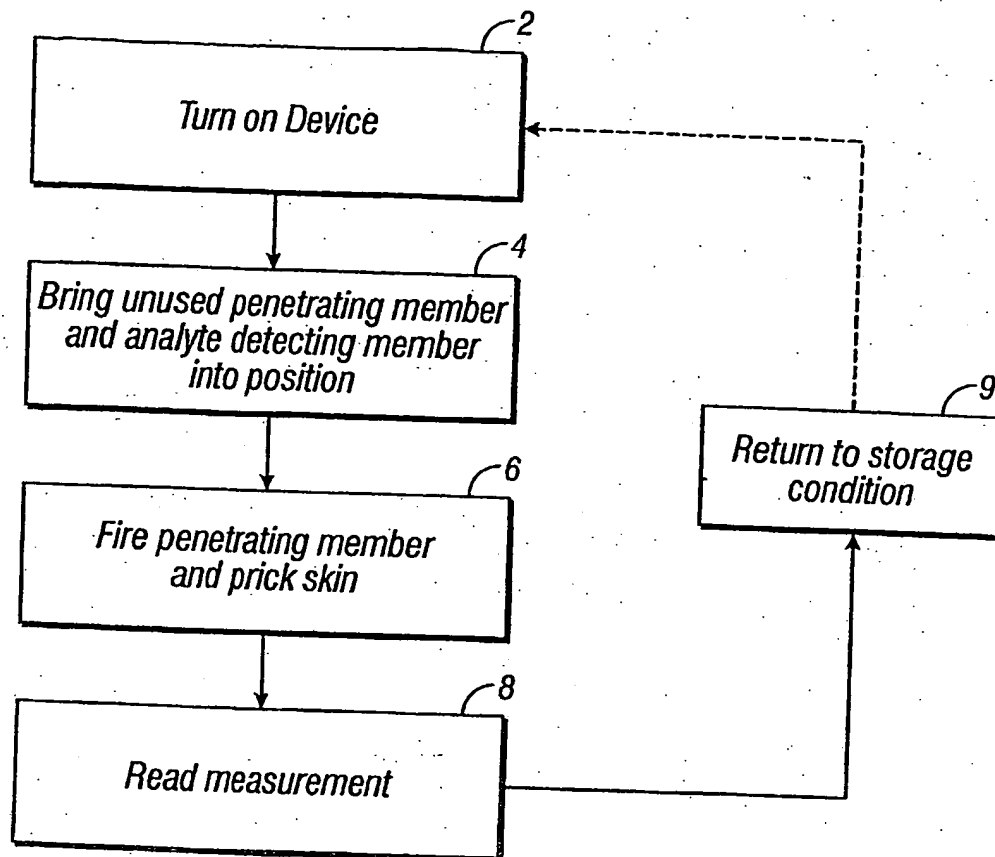 2
Turn on Device
4
Bring unused penetrating member
and analyte detecting member
into position
6
Fire penetrating member
and prick skin
8
Read measurement
9
Return to storage
condition